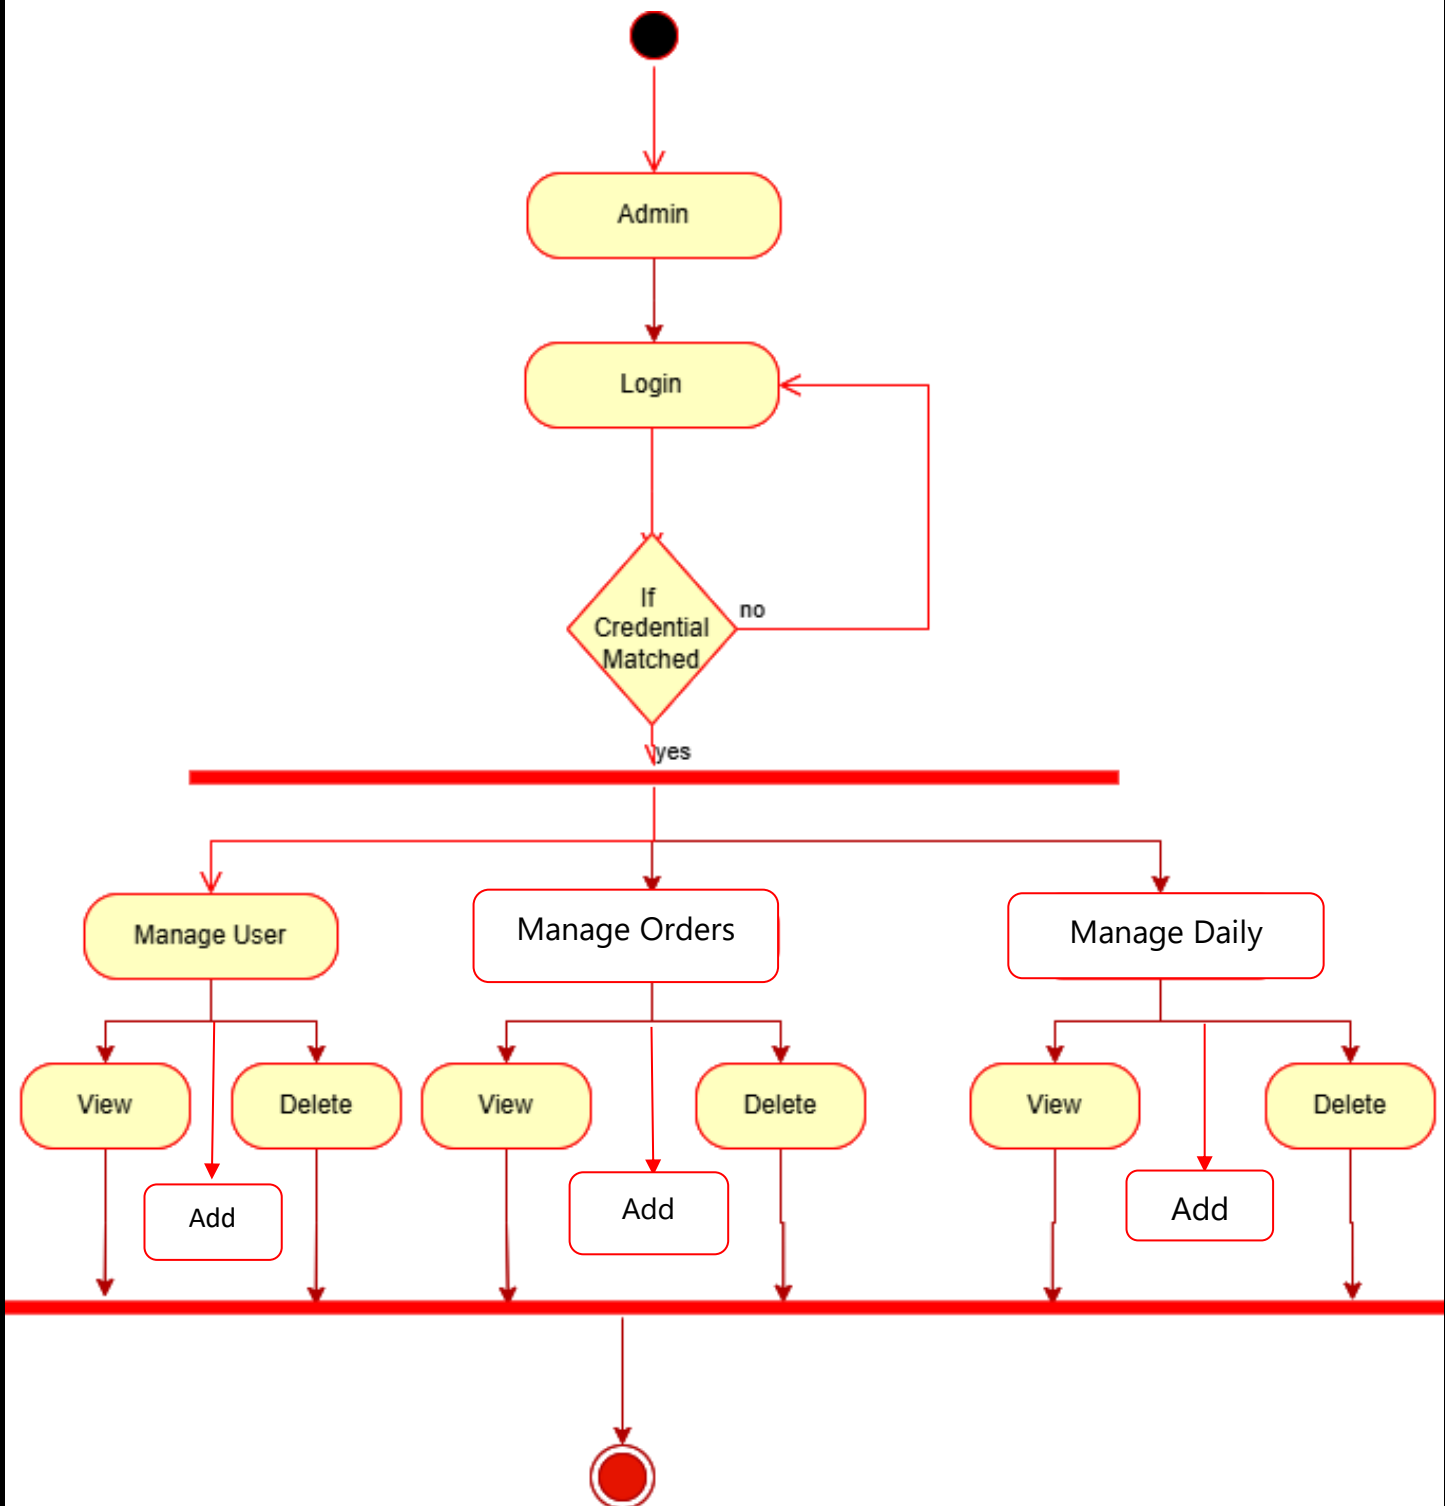 Admin
Login
If
Credential
Matched
no
yes
Manage User
Manage Orders
Manage Daily
View
Delete
View
Delete
View
Delete
Add
Add
Add